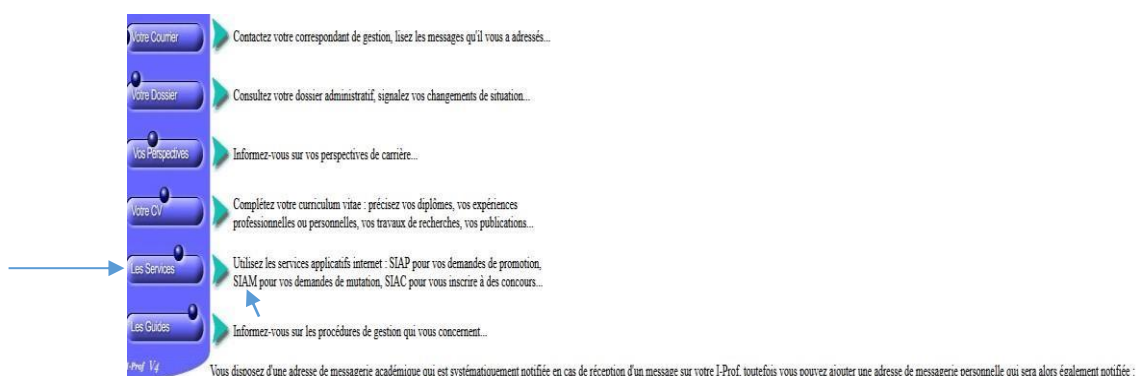 Votre Courrier
Contactez votre correspondant de gestion, lisez les messages qu'il vous a adressés...
Votre Dossier
Consultez votre dossier administratif, signalez vos changements de situation...
Vos Perspectives
Informez-vous sur vos perspectives de carrière...
Votre CV
Complétez votre curriculum vitae : précisez vos diplômes, vos expériences
professionnelles ou personnelles, vos travaux de recherches, vos publications...
Les Services
Utilisez les services applicatifs internet : SIAP pour vos demandes de promotion,
SIAM pour vos demandes de mutation, SIAC pour vous inscrire à des concours...
Les Guides
Informez-vous sur les procédures de gestion qui vous concernent...
I-Prof V4
Vous disposez d'une adresse de messagerie académique qui est systématiquement notifiée en cas de réception d'un message sur votre I-Prof, toutefois vous pouvez ajouter une adresse de messagerie personnelle qui sera alors également notifiée :